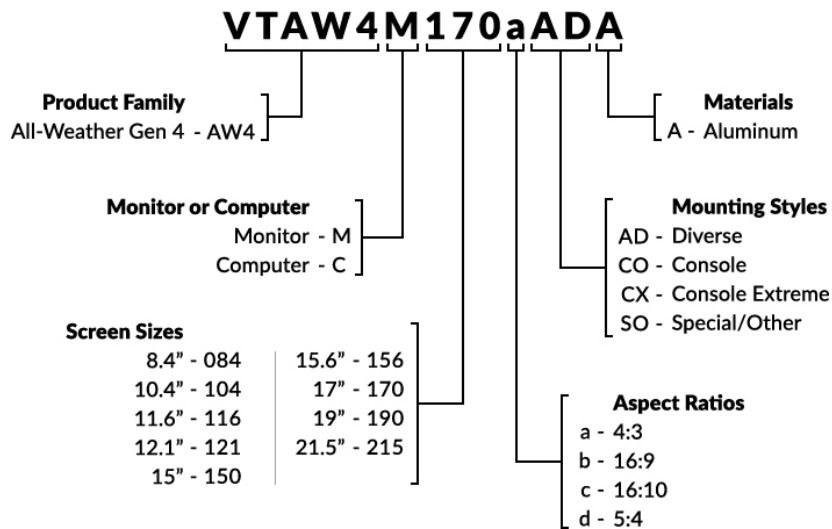 VTAW4M170aADA
Product Family
All-Weather Gen 4 - AW4
Materials
A - Aluminum
Monitor or Computer
Monitor - M
Computer - C
Mounting Styles
AD - Diverse
CO - Console
CX - Console Extreme
SO - Special/Other
Screen Sizes
8.4” - 084
10.4” - 104
11.6” - 116
12.1” - 121
15” - 150
15.6” - 156
17” - 170
19” - 190
21.5” - 215
Aspect Ratios
a - 4:3
b - 16:9
c - 16:10
d - 5:4